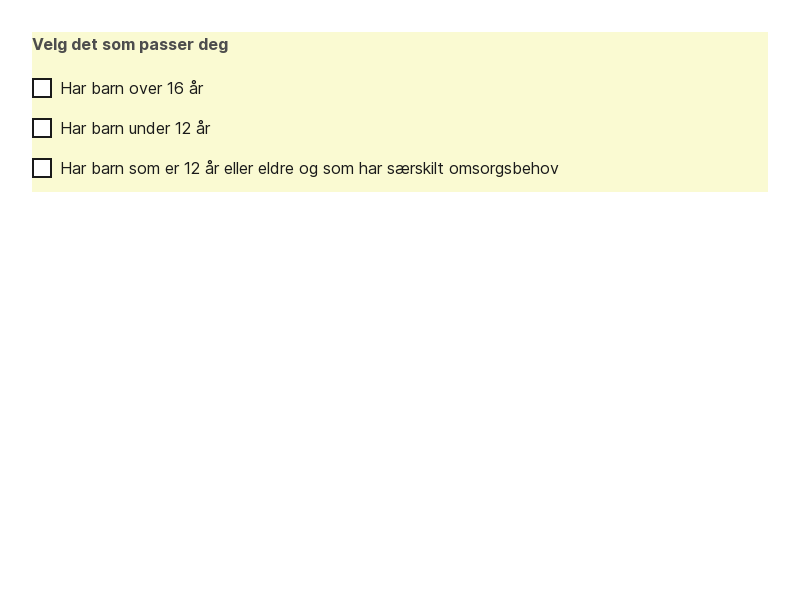 Velg det som passer deg
Har barn over 16 år
Har barn under 12 år
Har barn som er 12 år eller eldre og som har særskilt omsorgsbehov